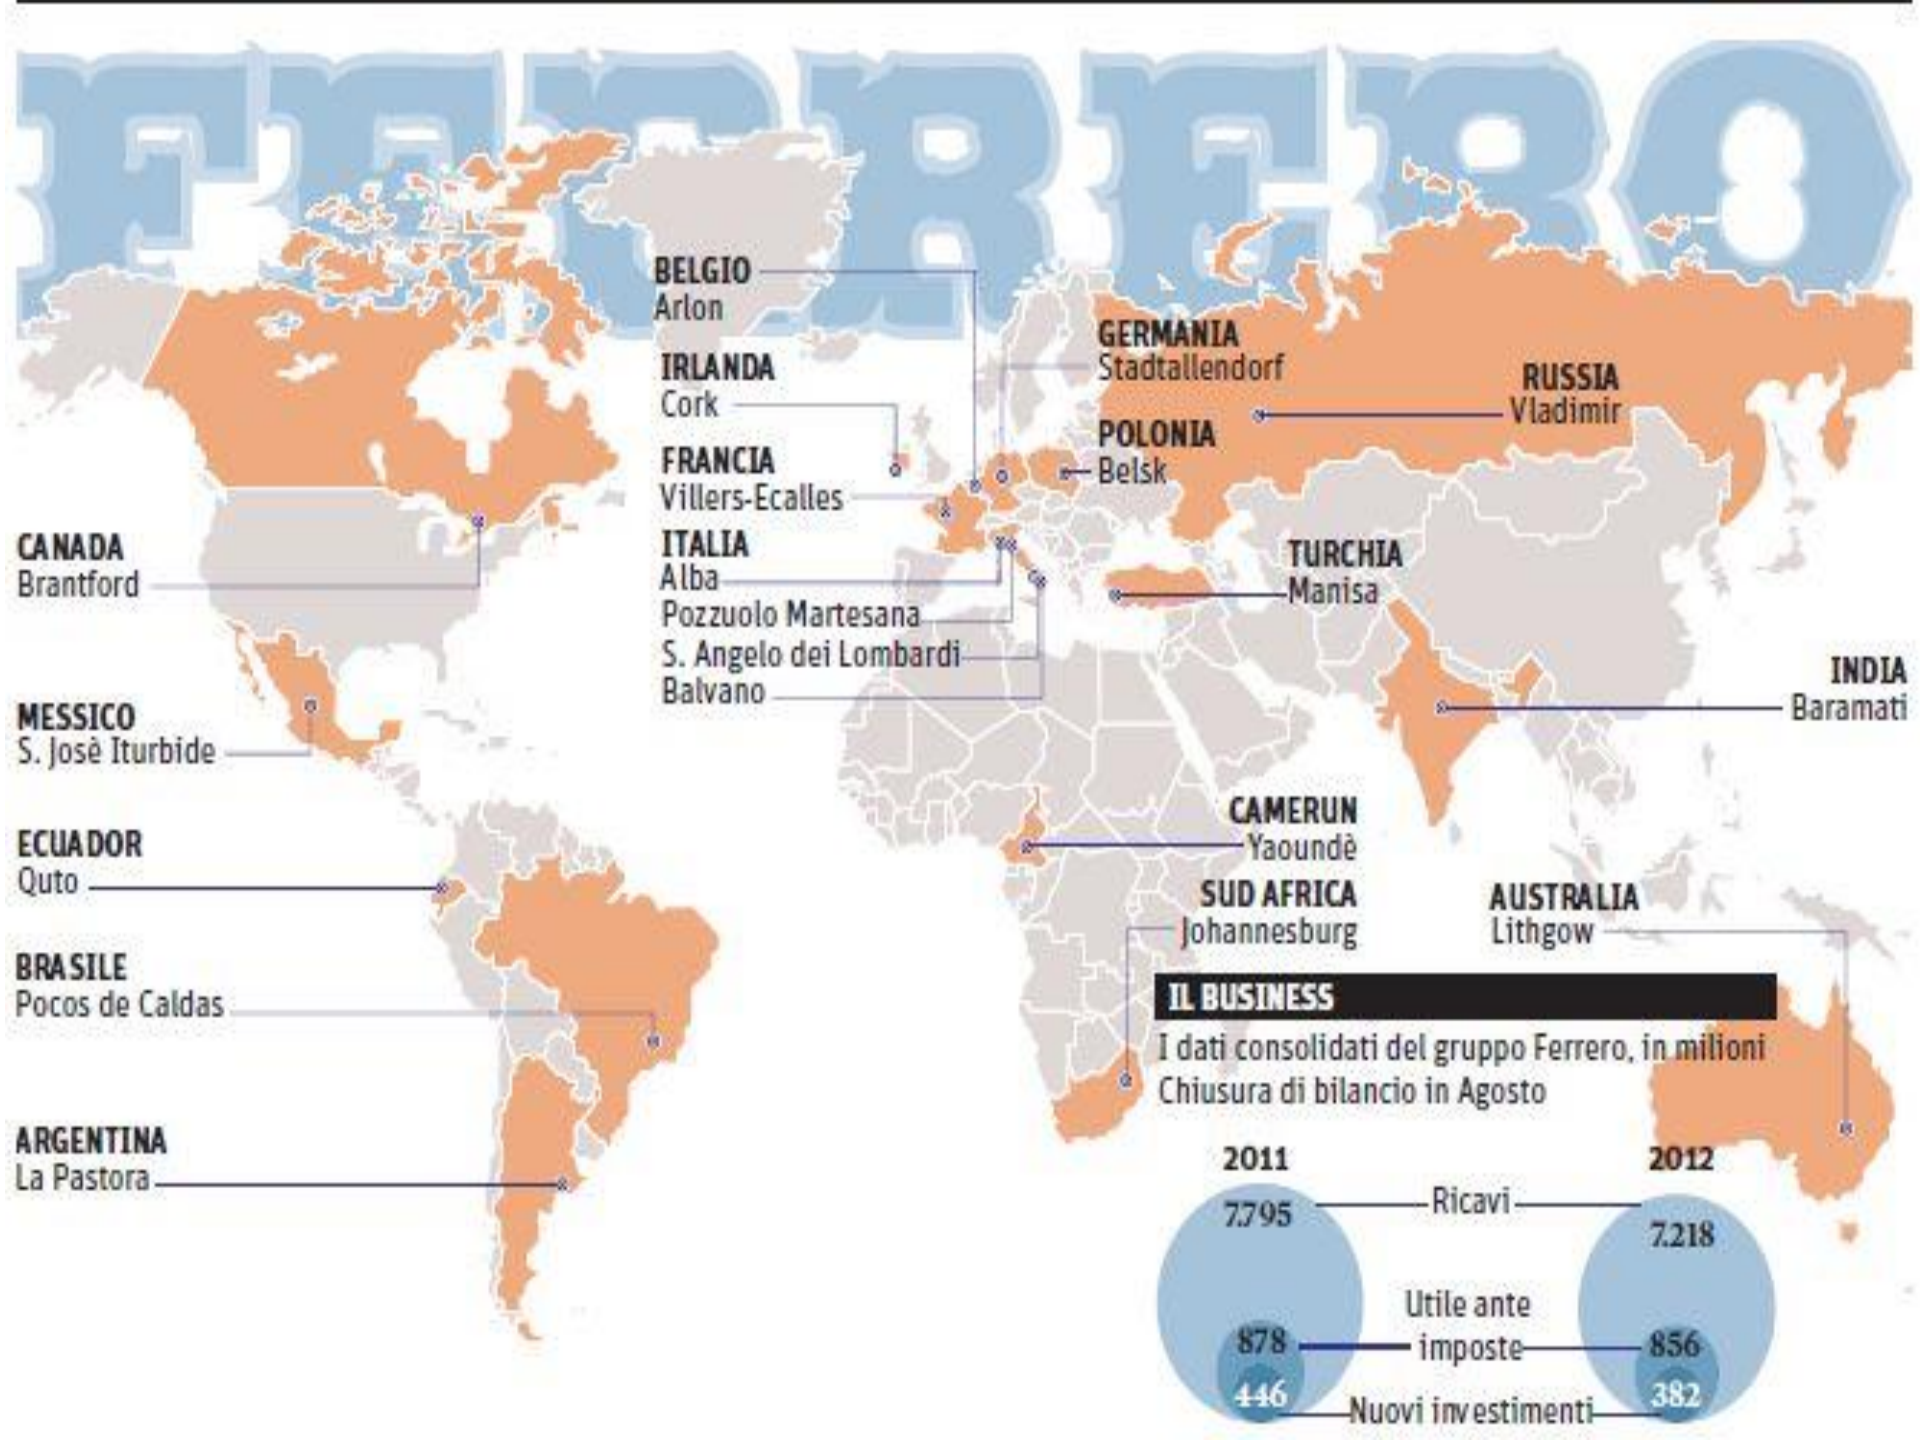 FERRERO
BELGIO
Arlon
IRLANDA
Cork
FRANCIA
Villers-Ecalles
ITALIA
Alba
Pozzuolo Martesana
S. Angelo dei Lombardi
Balvano
GERMANIA
Stadtallendorf
POLONIA
Belsk
RUSSIA
Vladimir
TURCHIA
Manisa
INDIA
Baramati
CANADA
Brantford
MESSICO
S. Josè Iturbide
ECUADOR
Quto
BRASILE
Pocos de Caldas
ARGENTINA
La Pastora
CAMERUN
Yaoundè
SUD AFRICA
Johannesburg
AUSTRALIA
Lithgow
IL BUSINESS
I dati consolidati del gruppo Ferrero, in milioni
Chiusura di bilancio in Agosto
2011 2012
7.795 Ricavi 7.218
Utile ante
878 imposte 856
446 Nuovi investimenti 382